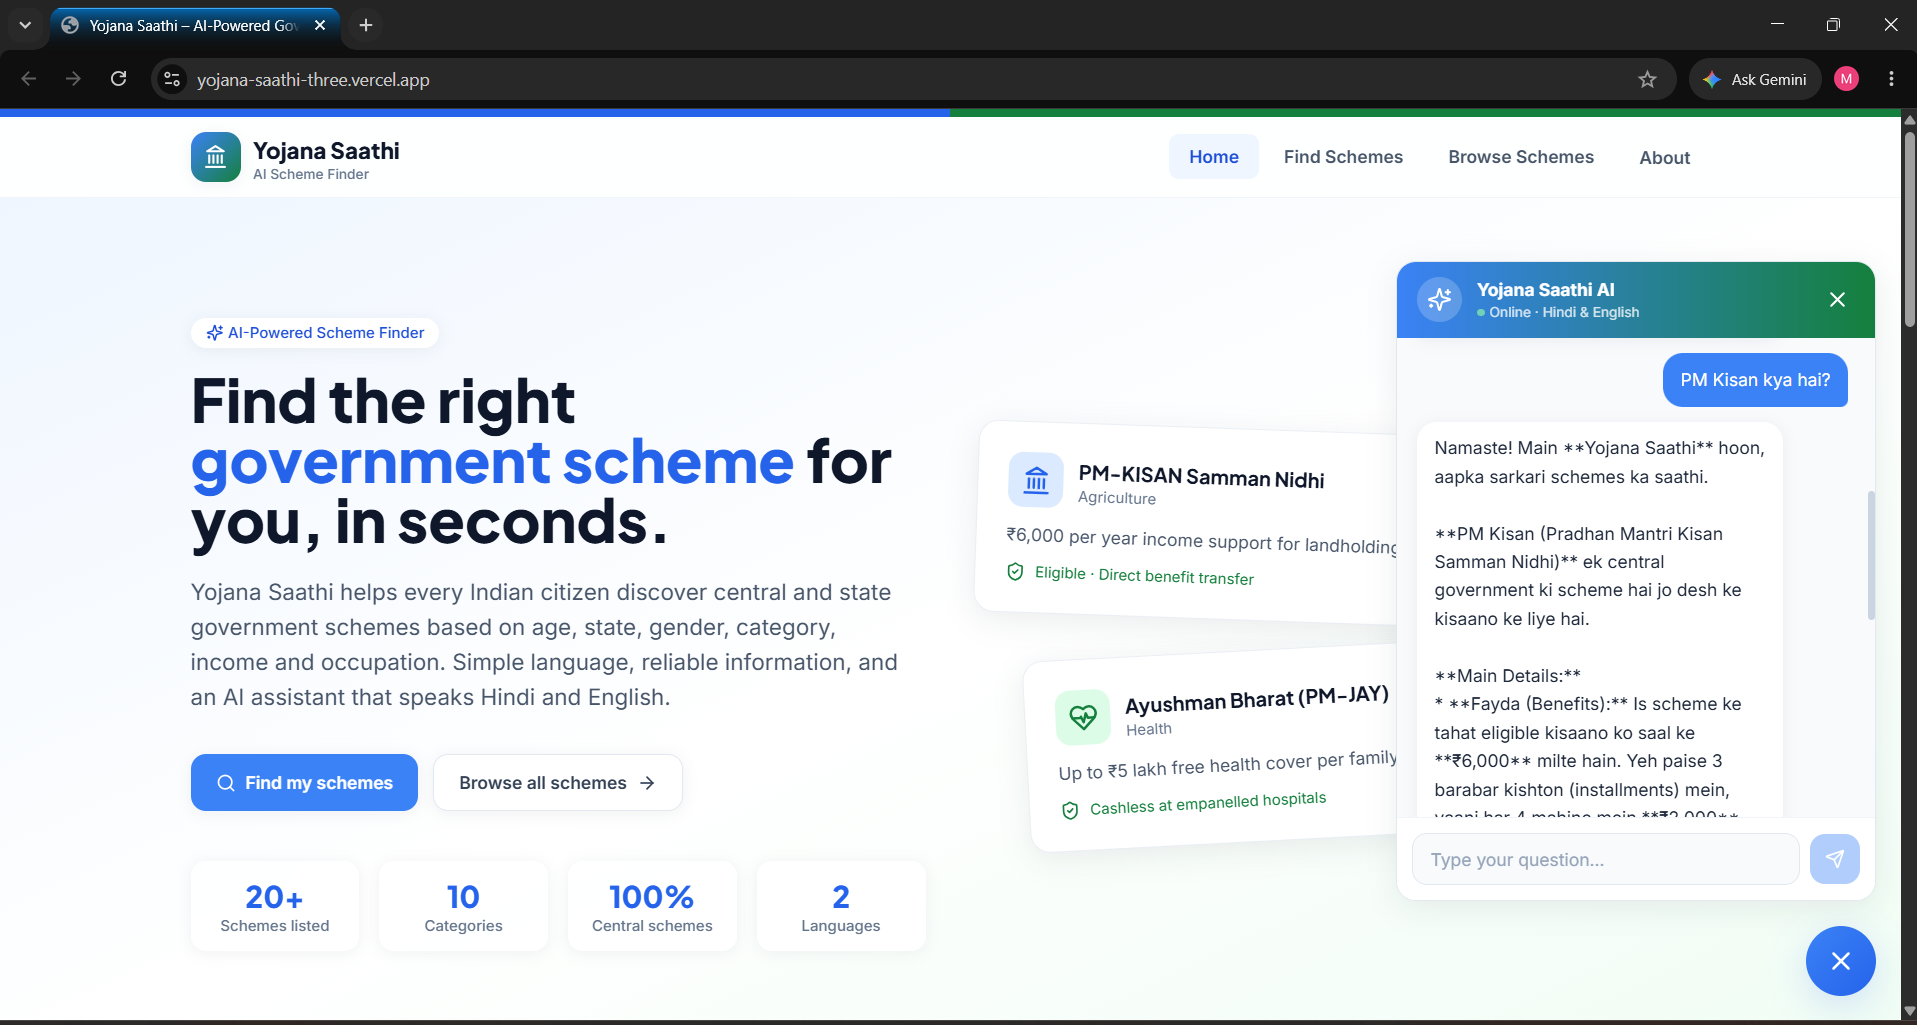 Yojana Saathi – AI-Powered Go
yojana-saathi-three.vercel.app
Ask Gemini
M
Yojana Saathi
AI Scheme Finder
Home
Find Schemes
Browse Schemes
About
AI-Powered Scheme Finder
Find the right
government scheme for
you, in seconds.
Yojana Saathi helps every Indian citizen discover central and state
government schemes based on age, state, gender, category,
income and occupation. Simple language, reliable information, and
an AI assistant that speaks Hindi and English.
Find my schemes
Browse all schemes
20+
Schemes listed
10
Categories
100%
Central schemes
2
Languages
PM-KISAN Samman Nidhi
Agriculture
₹6,000 per year income support for landholding
Eligible · Direct benefit transfer
Ayushman Bharat (PM-JAY)
Health
Up to ₹5 lakh free health cover per family
Cashless at empanelled hospitals
Yojana Saathi AI
Online · Hindi & English
PM Kisan kya hai?
Namaste! Main **Yojana Saathi** hoon,
aapka sarkari schemes ka saathi.
**PM Kisan (Pradhan Mantri Kisan
Samman Nidhi)** ek central
government ki scheme hai jo desh ke
kisaano ke liye hai.
**Main Details:**
* **Fayda (Benefits):** Is scheme ke
tahat eligible kisaano ko saal ke
**₹6,000** milte hain. Yeh paise 3
barabar kishton (installments) mein,
yaani har 4 mahine mein **₹2,000**
Type your question...